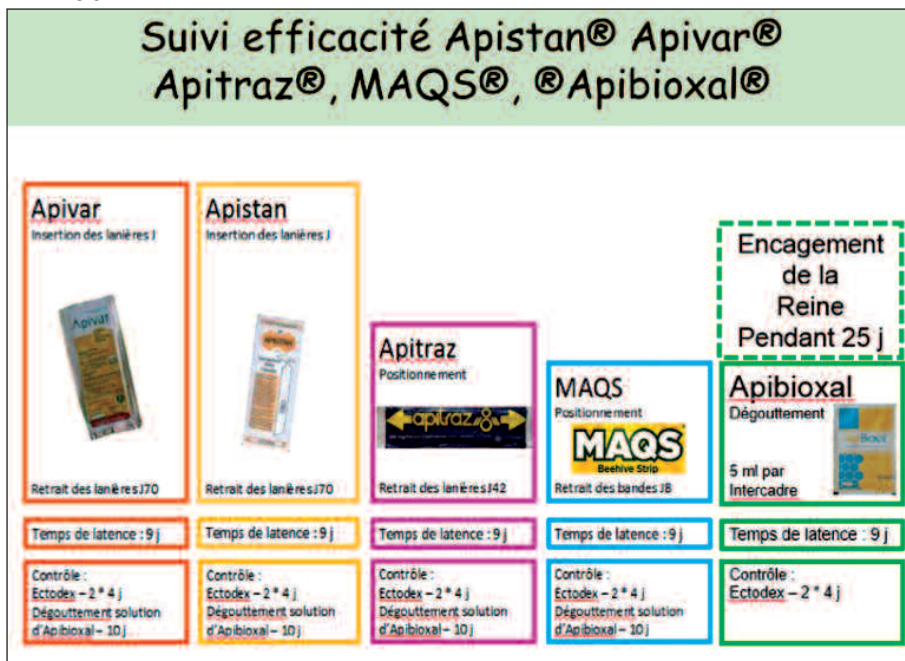 Suivi efficacité Apistan® Apivar®
Apitraz®, MAQS®, ®Apibioxal®
Apivar
Insertion des lanières J
Apivar
Retrait des lanières J70
Temps de latence : 9 j
Contrôle :
Ectodex – 2 * 4 j
Dégouttement solution
d'Apibioxal – 10 j
Apistan
Insertion des lanières J
APISTAN
Retrait des lanières J70
Temps de latence : 9 j
Contrôle :
Ectodex – 2 * 4 j
Dégouttement solution
d'Apibioxal – 10 j
Apitraz
Positionnement
apitraz
Retrait des lanières J42
Temps de latence : 9 j
Contrôle :
Ectodex – 2 * 4 j
Dégouttement solution
d'Apibioxal – 10 j
MAQS
Positionnement
MAQS
Beehive Strip
Retrait des bandes J8
Temps de latence : 9 j
Contrôle :
Ectodex – 2 * 4 j
Dégouttement solution
d'Apibioxal – 10 j
Encagement
de la
Reine
Pendant 25 j
Apibioxal
Dégouttement
5 ml par
Intercadre
Temps de latence : 9 j
Contrôle :
Ectodex – 2 * 4 j